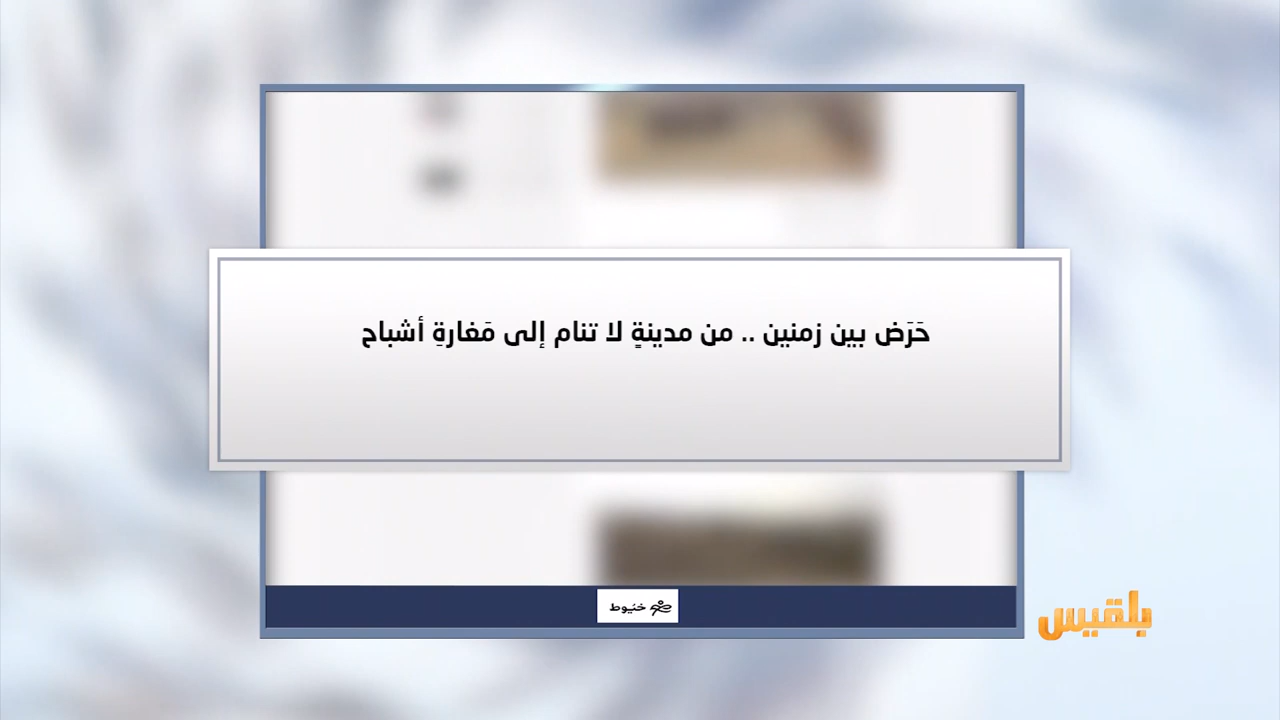 حَرَض بين زمنين .. من مدينةٍ لا تنام إلى مَغارةِ أشباح
خيوط
بلقيس